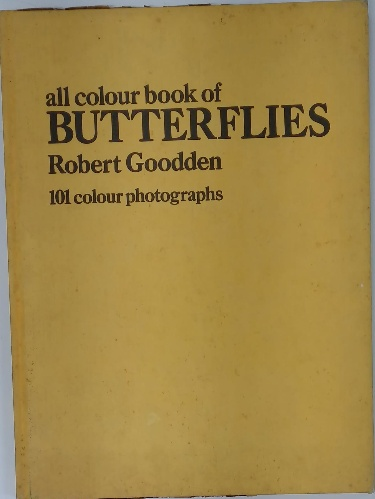 all colour book of
BUTTERFLIES
Robert Goodden
101 colour photographs